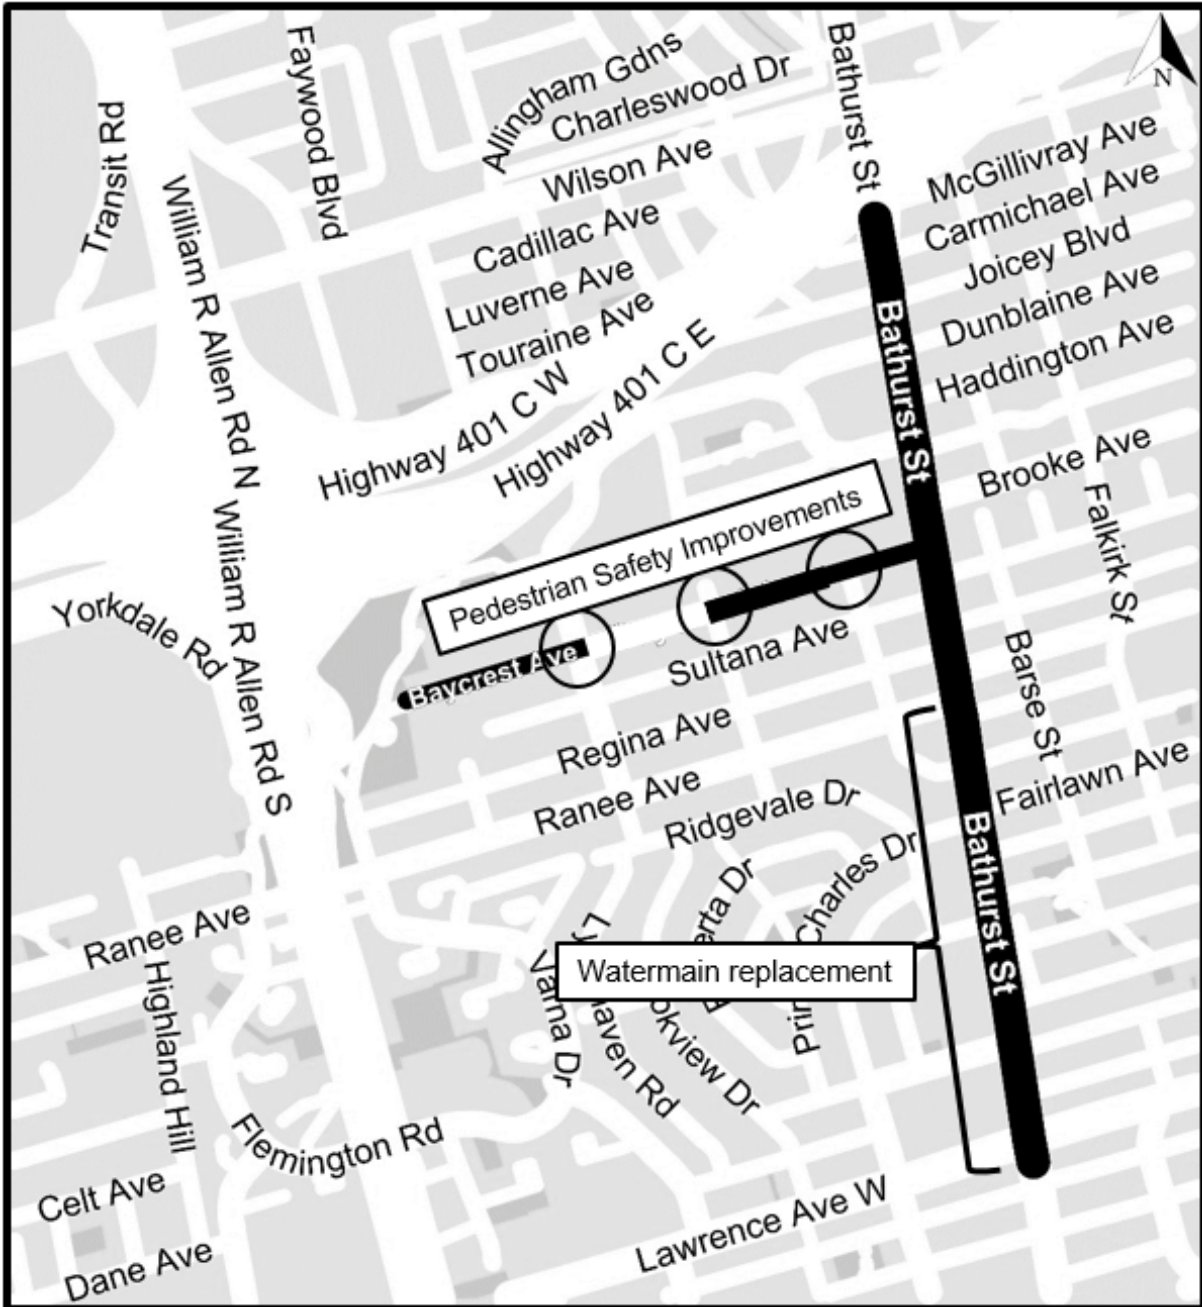 Bathurst St
N
Faywood Blvd
Allingham Gdns
Charleswood Dr
Transit Rd
Wilson Ave
McGillivray Ave
Carmichael Ave
Cadillac Ave
Joicey Blvd
William R Allen Rd N
Luverne Ave
Dunblaine Ave
Touraine Ave
Bathurst St
Haddington Ave
Highway 401 C W
Highway 401 C E
Brooke Ave
Falkirk St
Pedestrian Safety Improvements
William R Allen Rd S
Yorkdale Rd
Baycrest Ave
Sultana Ave
Barse St
Regina Ave
Fairlawn Ave
Ranee Ave
Ridgevale Dr
Bathurst St
Charles Dr
Ranee Ave
Varna Dr
Watermain replacement
Highland Hill
Flemington Rd
Celt Ave
Lawrence Ave W
Dane Ave